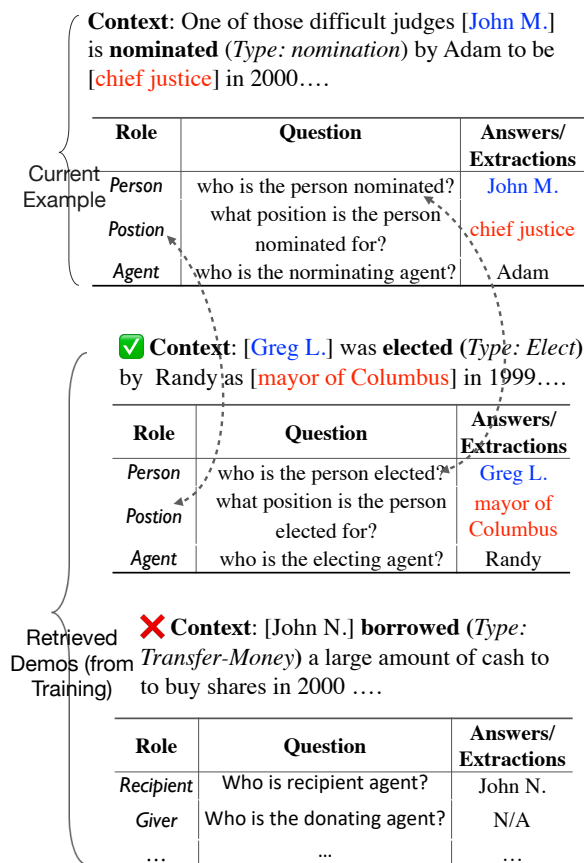 Context: One of those difficult judges [John M.]
is nominated (Type: nomination) by Adam to be
[chief justice] in 2000….
Current
Example
Role Question Answers/
Extractions
Person who is the person nominated? John M.
Postion what position is the person
nominated for? chief justice
Agent who is the norminating agent? Adam
Retrieved
Demos (from
Training)
✅ Context: [Greg L.] was elected (Type: Elect)
by Randy as [mayor of Columbus] in 1999….
Role Question Answers/
Extractions
Person who is the person elected? Greg L.
Postion what position is the person
elected for? mayor of
Columbus
Agent who is the electing agent? Randy
❌ Context: [John N.] borrowed (Type:
Transfer-Money) a large amount of cash to
to buy shares in 2000 ….
Role Question Answers/
Extractions
Recipient Who is recipient agent? John N.
Giver Who is the donating agent? N/A
… ... …